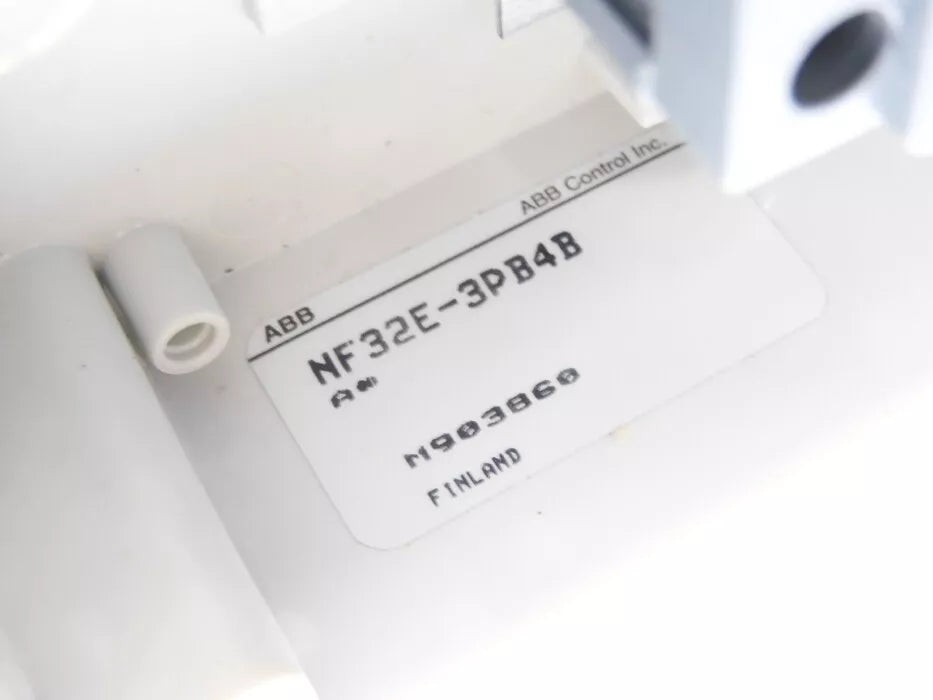 ABB ABB Control Inc.
NF32E-3PB4B
M903860
FINLAND